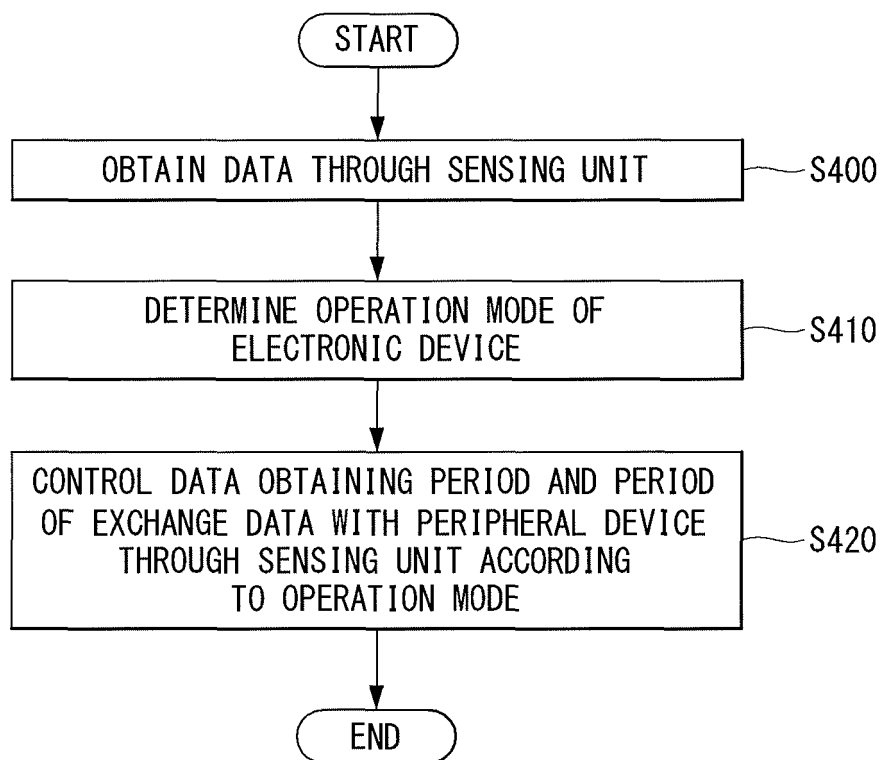 START
OBTAIN DATA THROUGH SENSING UNIT
S400
DETERMINE OPERATION MODE OF
ELECTRONIC DEVICE
S410
CONTROL DATA OBTAINING PERIOD AND PERIOD
OF EXCHANGE DATA WITH PERIPHERAL DEVICE
THROUGH SENSING UNIT ACCORDING
TO OPERATION MODE
S420
END